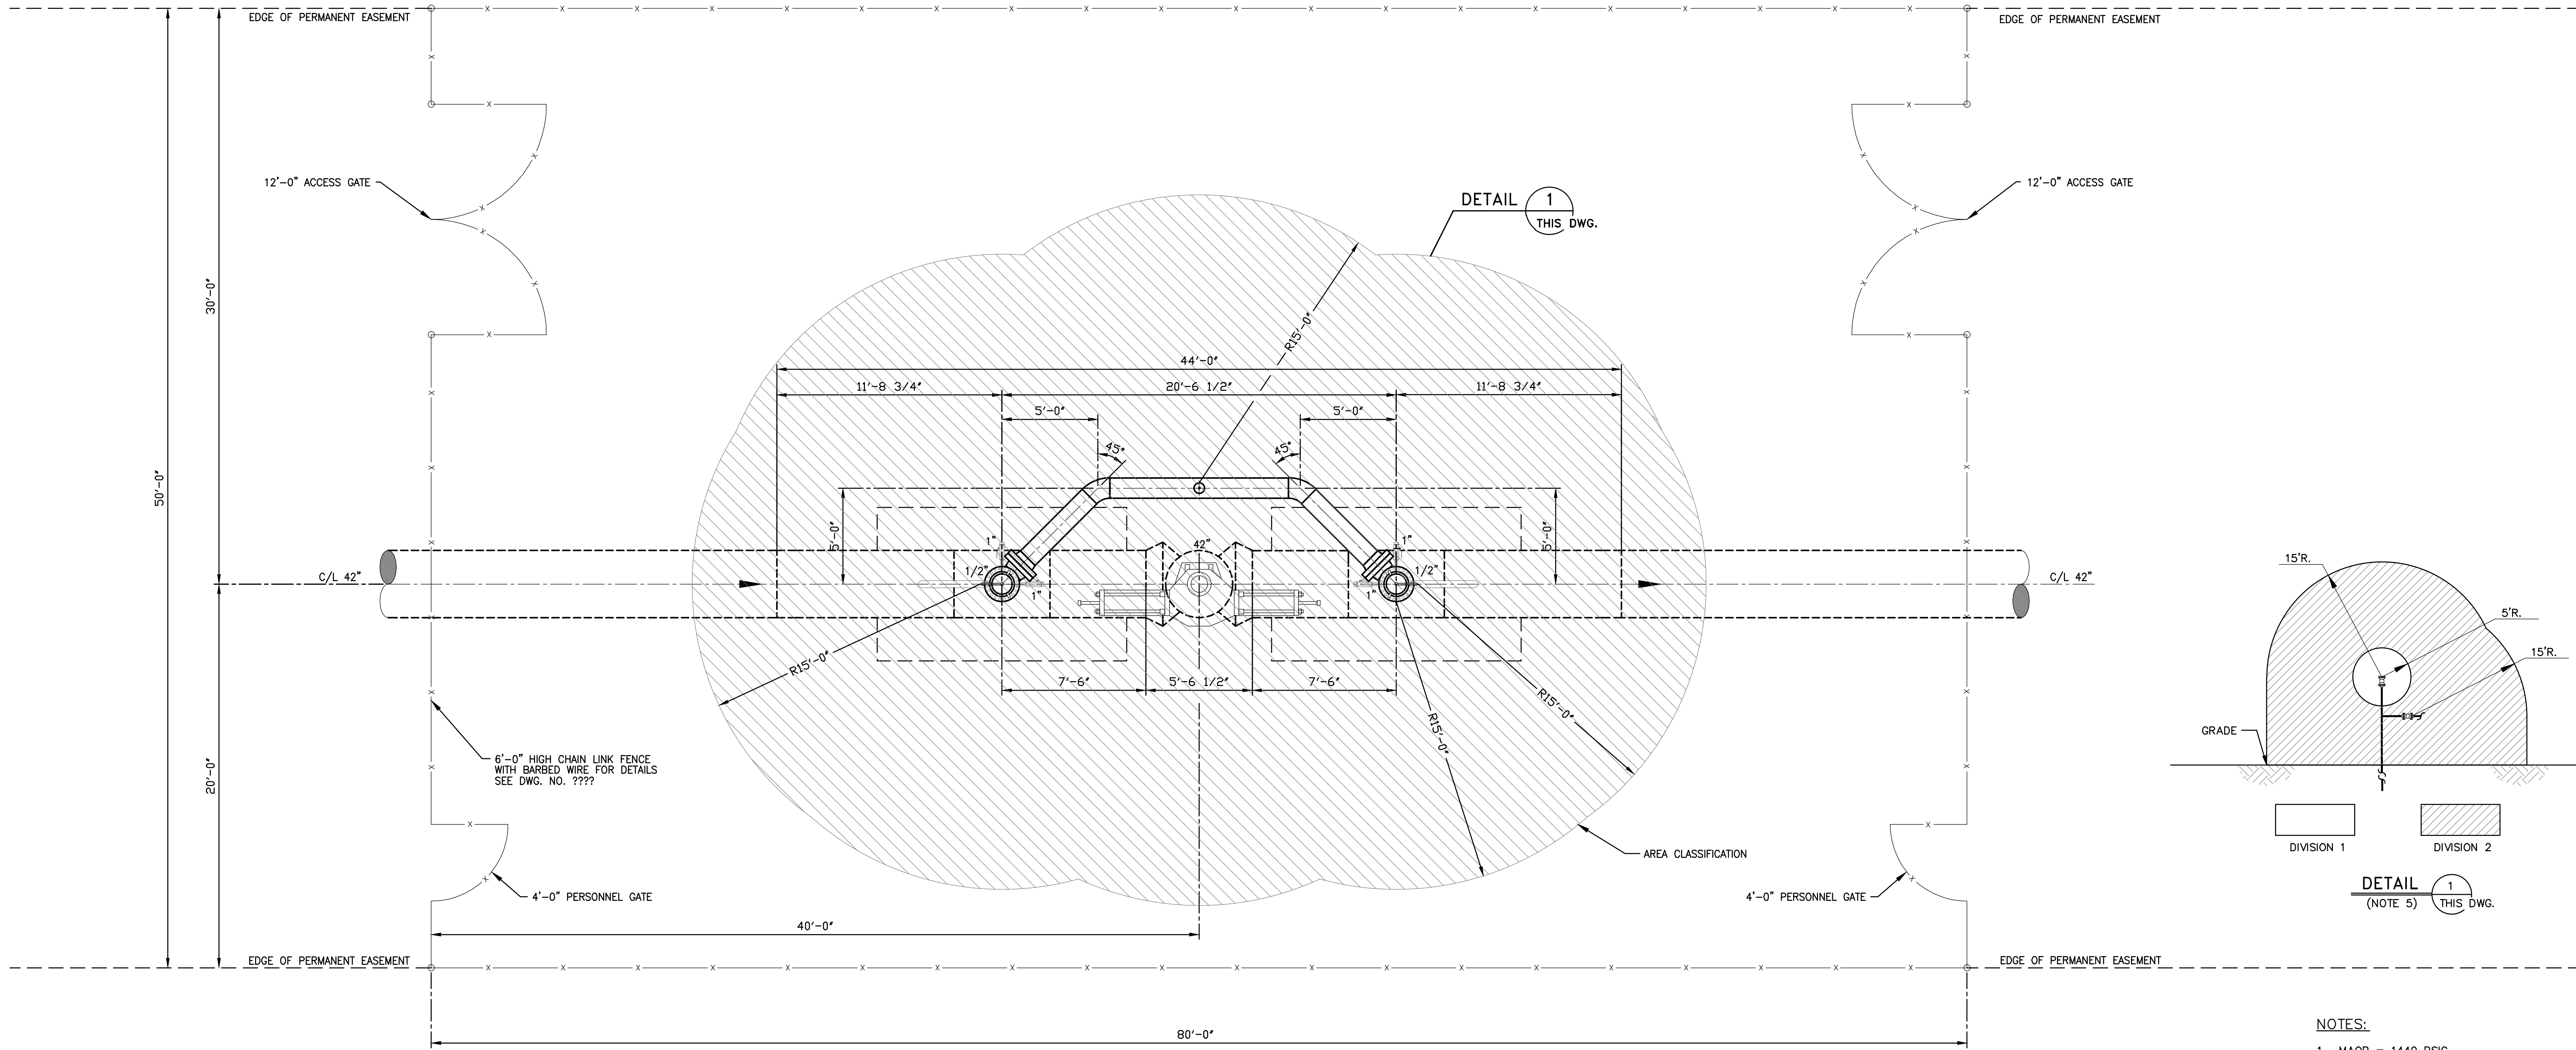 EDGE OF PERMANENT EASEMENT
EDGE OF PERMANENT EASEMENT
12'-0" ACCESS GATE
12'-0" ACCESS GATE
DETAIL 1
THIS DWG.
30'-0"
50'-0"
20'-0"
R15'-0"
44'-0"
11'-8 3/4"
20'-6 1/2"
11'-8 3/4"
5'-0"
5'-0"
45°
45°
5'-0"
5'-0"
1"
42"
1"
C/L 42"
1/2"
1/2"
C/L 42"
1"
1"
R15'-0"
7'-6"
5'-6 1/2"
7'-6"
R15'-0"
R15'-0"
6'-0" HIGH CHAIN LINK FENCE
WITH BARBED WIRE FOR DETAILS
SEE DWG. NO. ????
AREA CLASSIFICATION
4'-0" PERSONNEL GATE
4'-0" PERSONNEL GATE
40'-0"
EDGE OF PERMANENT EASEMENT
EDGE OF PERMANENT EASEMENT
80'-0"
15'R.
5'R.
15'R.
GRADE
DIVISION 1
DIVISION 2
DETAIL 1
(NOTE 5) THIS DWG.
NOTES:
1. MAOP = 1440 PSIG